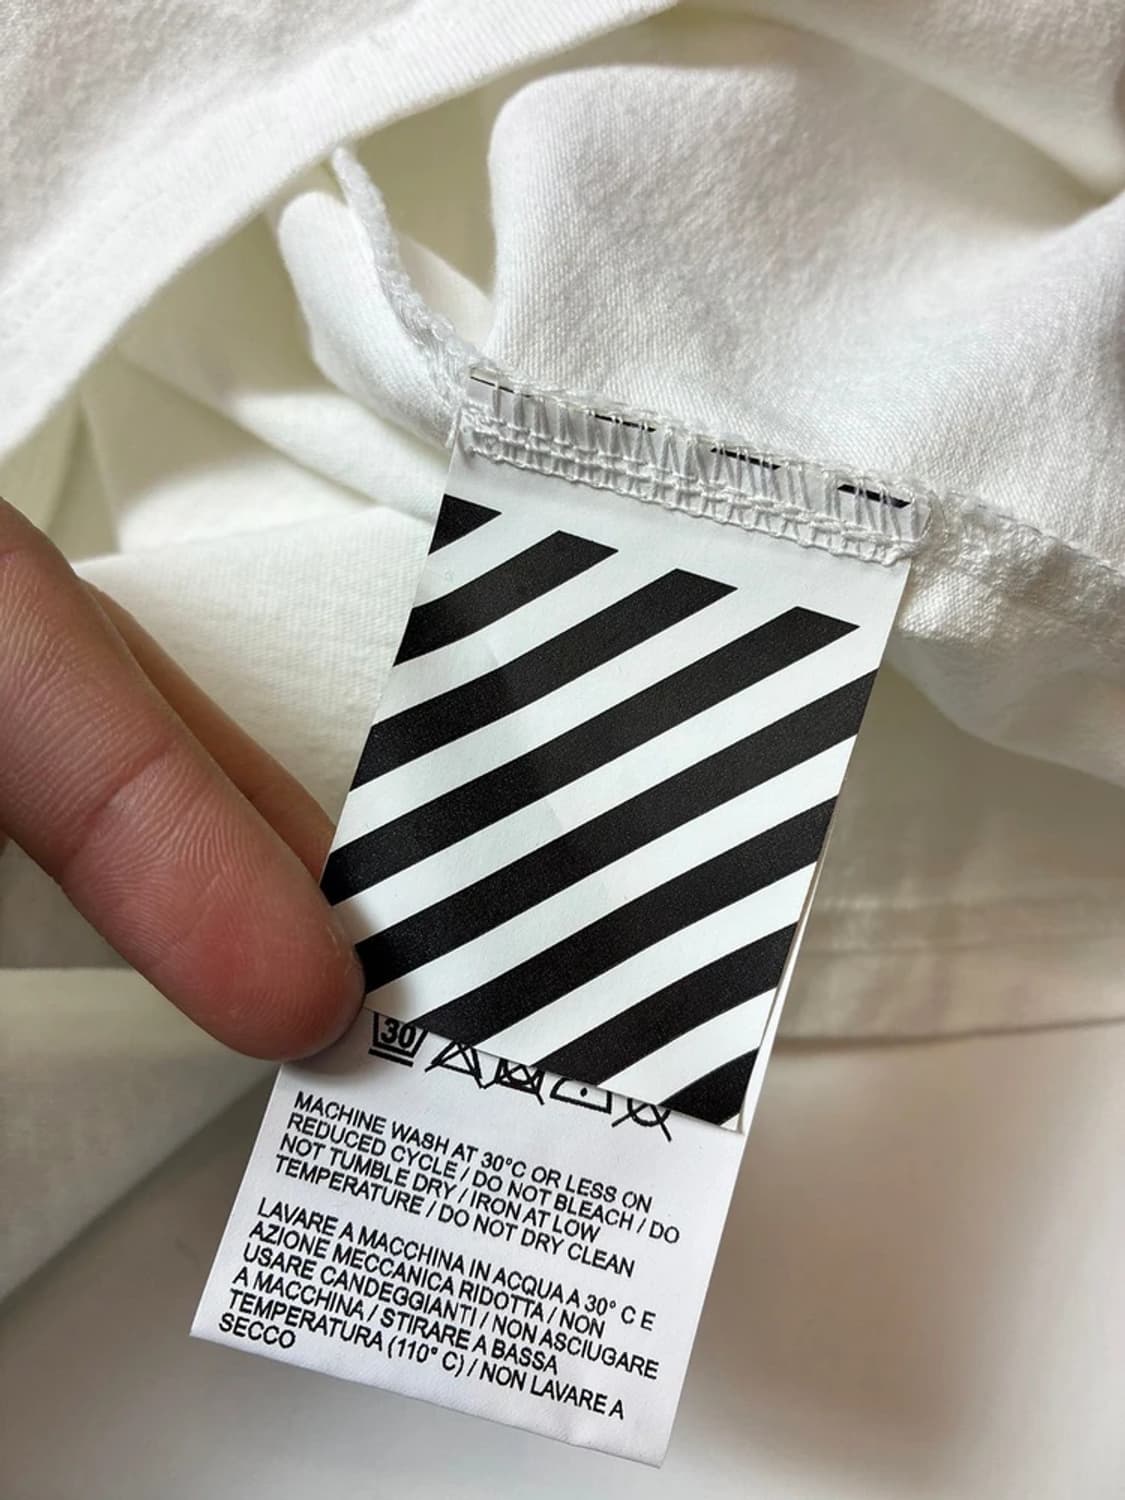 30
MACHINE WASH AT 30°C OR LESS ON
REDUCED CYCLE / DO NOT BLEACH / DO
NOT TUMBLE DRY / IRON AT LOW
TEMPERATURE / DO NOT DRY CLEAN
LAVARE A MACCHINA IN ACQUA A 30° C E
AZIONE MECCANICA RIDOTTA / NON
USARE CANDEGGIANTI / NON ASCIUGARE
A MACCHINA / STIRARE A BASSA
TEMPERATURA (110° C) / NON LAVARE A
SECCO